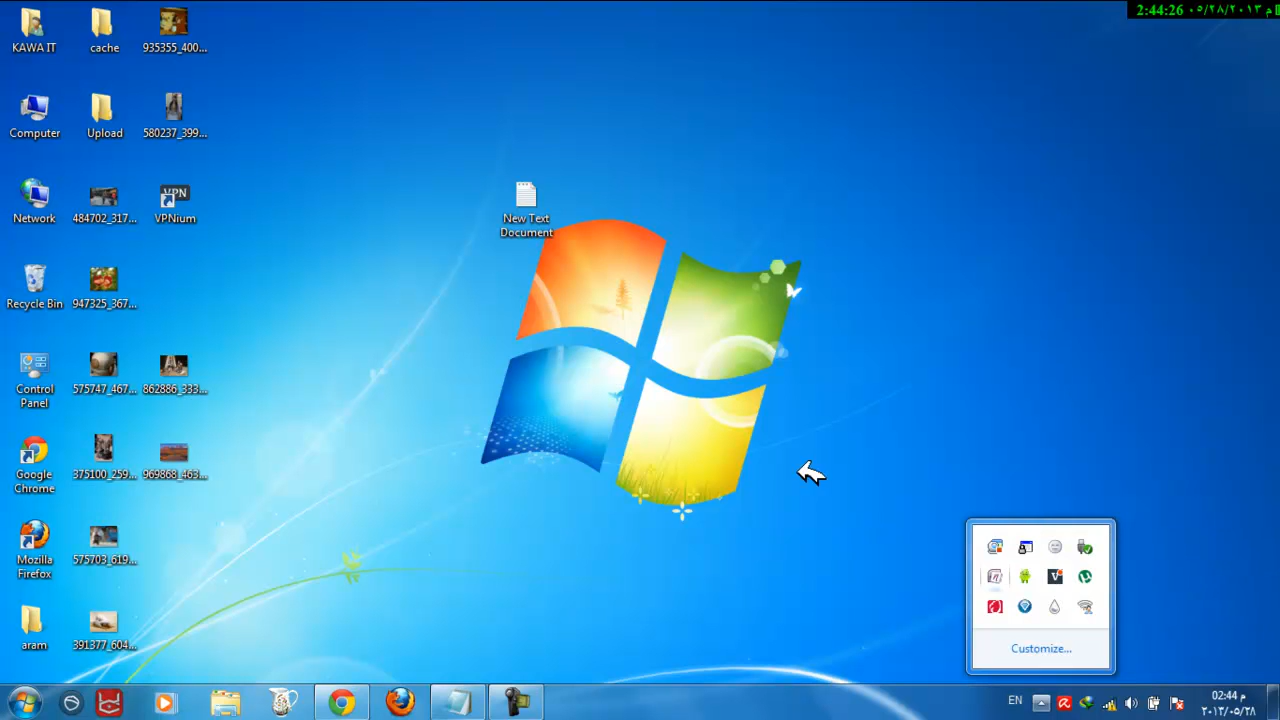 2:44:26 م ٠٥/٢٨/٢٠١٣
KAWA IT
cache
935355_400...
Computer
Upload
580237_399...
Network
484702_317...
VPN
VPNium
New Text
Document
Recycle Bin
947325_367...
Control
Panel
575747_467...
862886_333...
Google
Chrome
375100_259...
969868_463...
Mozilla
Firefox
575703_619...
aram
391377_604...
Customize...
EN
02:44 م
٢٠١٣/٠٥/٢٨